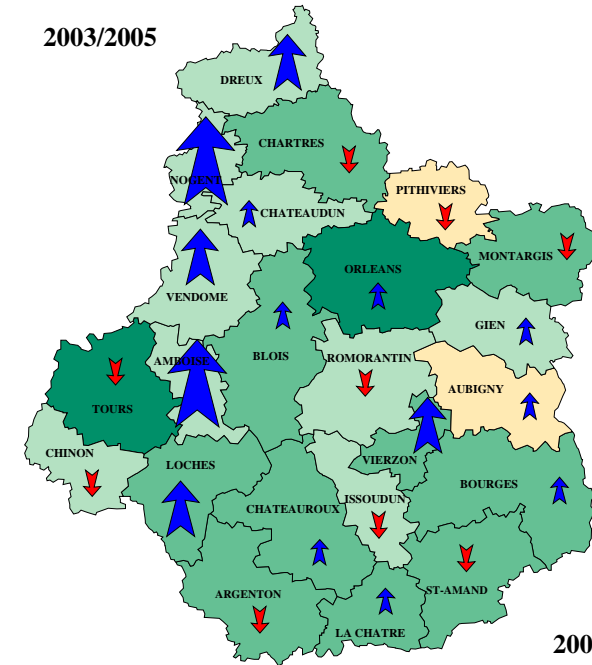 2003/2005
DREUX
CHARTRES
NOGENT
PITHIVIERS
CHATEAUDUN
MONTARGIS
ORLEANS
VENDOME
GIEN
AMBOISE
BLOIS
ROMORANTIN
AUBIGNY
TOURS
CHINON
LOCHES
VIERZON
ISSOUDUN
BOURGES
CHATEAUROUX
ARGENTON
ST-AMAND
LA CHATRE
200